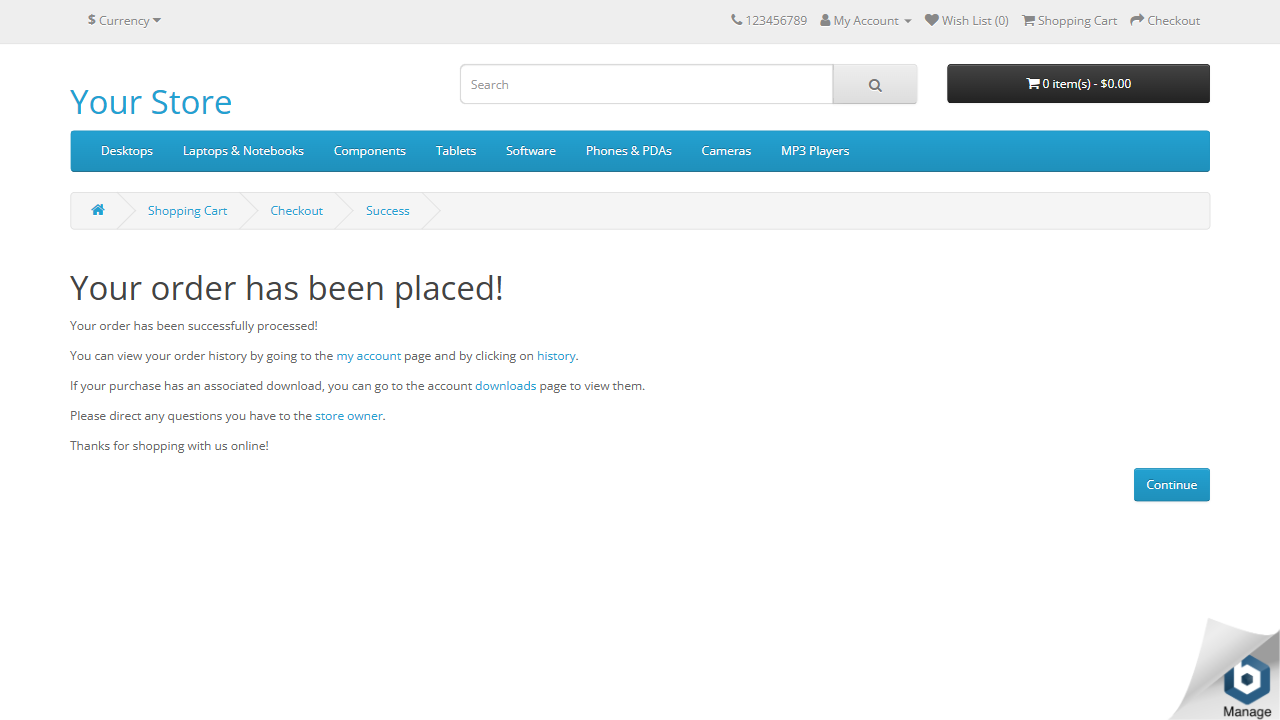 $ Currency
123456789 My Account Wish List (0) Shopping Cart Checkout
Your Store
Search
0 item(s) - $0.00
Desktops Laptops & Notebooks Components Tablets Software Phones & PDAs Cameras MP3 Players
Shopping Cart Checkout Success
Your order has been placed!
Your order has been successfully processed!
You can view your order history by going to the my account page and by clicking on history.
If your purchase has an associated download, you can go to the account downloads page to view them.
Please direct any questions you have to the store owner.
Thanks for shopping with us online!
Continue
b
Manage